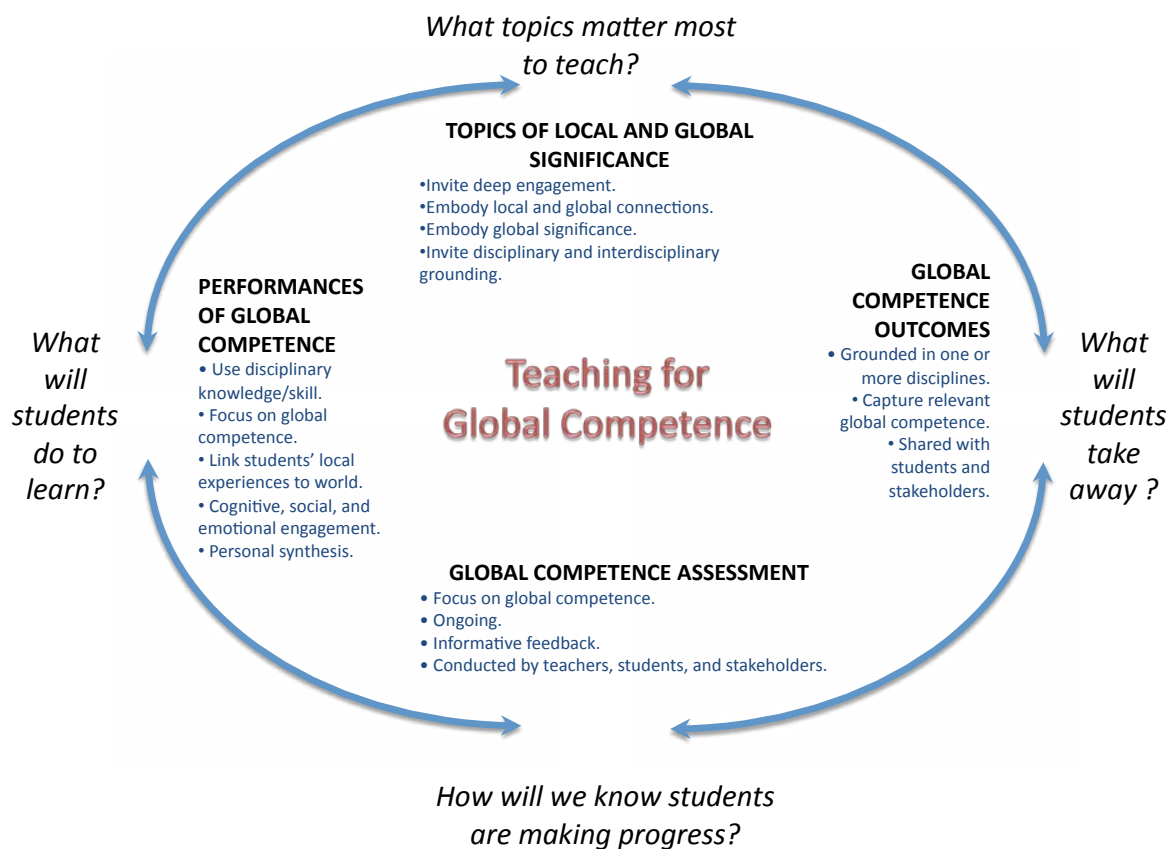 What topics matter most
to teach?
TOPICS OF LOCAL AND GLOBAL
SIGNIFICANCE
•Invite deep engagement.
•Embody local and global connections.
•Embody global significance.
•Invite disciplinary and interdisciplinary
grounding.
What
will
students
do to
learn?
PERFORMANCES
OF GLOBAL
COMPETENCE
• Use disciplinary
knowledge/skill.
• Focus on global
competence.
• Link students’ local
experiences to world.
• Cognitive, social, and
emotional engagement.
• Personal synthesis.
Teaching for
Global Competence
GLOBAL
COMPETENCE
OUTCOMES
• Grounded in one or
more disciplines.
• Capture relevant
global competence.
• Shared with
students and
stakeholders.
What
will
students
take
away ?
GLOBAL COMPETENCE ASSESSMENT
• Focus on global competence.
• Ongoing.
• Informative feedback.
• Conducted by teachers, students, and stakeholders.
How will we know students
are making progress?